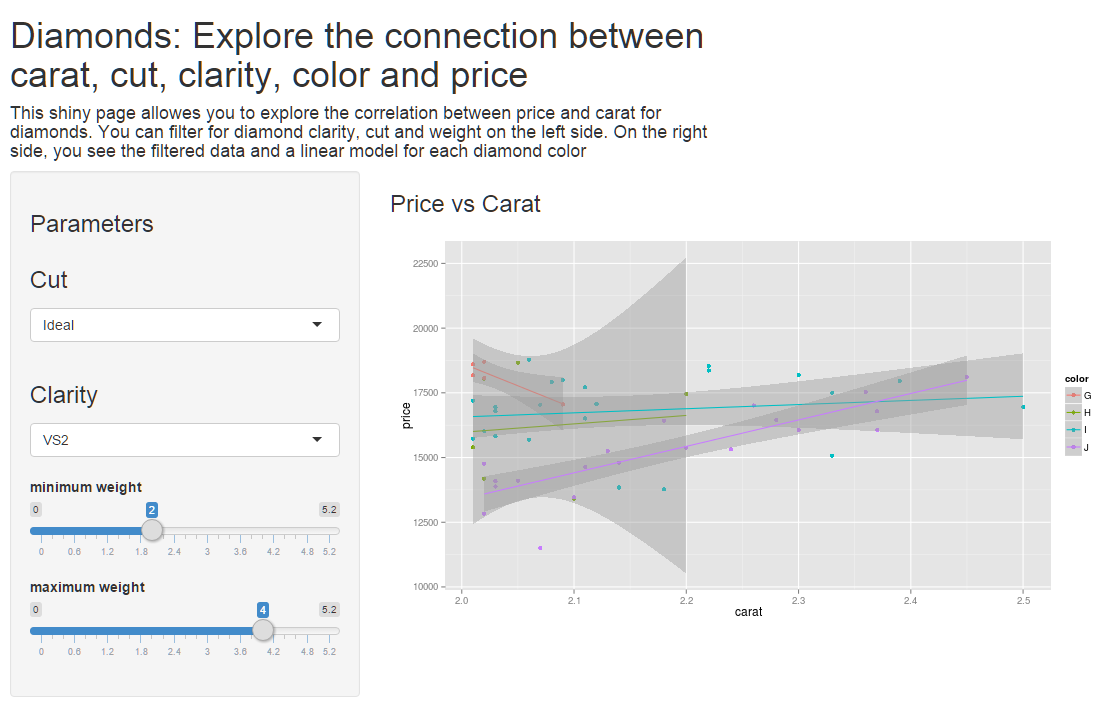 Diamonds: Explore the connection between
carat, cut, clarity, color and price
This shiny page allowes you to explore the correlation between price and carat for
diamonds. You can filter for diamond clarity, cut and weight on the left side. On the right
side, you see the filtered data and a linear model for each diamond color
Parameters
Cut
Ideal
Clarity
VS2
minimum weight
0 2 5.2
0 0.6 1.2 1.8 2.4 3 3.6 4.2 4.8 5.2
maximum weight
0 4 5.2
0 0.6 1.2 1.8 2.4 3 3.6 4.2 4.8 5.2
Price vs Carat
22500
20000
17500
15000
12500
10000
price
2.0 2.1 2.2 2.3 2.4 2.5
carat
color
G
H
I
J